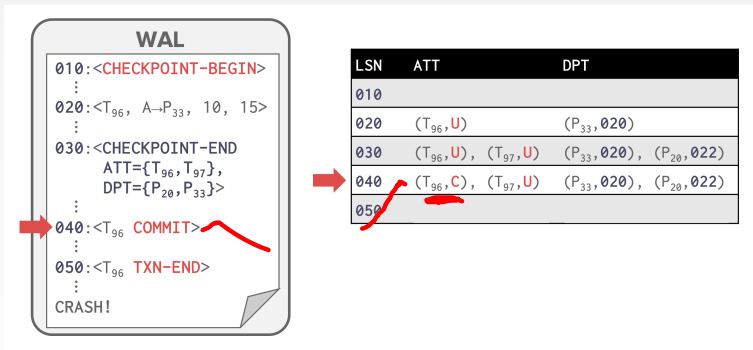 WAL
010:<CHECKPOINT-BEGIN>
⋮
020:<T96, A→P33, 10, 15>
⋮
030:<CHECKPOINT-END
ATT={T96,T97},
DPT={P20,P33}>
⋮
040:<T96 COMMIT>
⋮
050:<T96 TXN-END>
⋮
CRASH!
LSN ATT DPT
010
020 (T96,U) (P33,020)
030 (T96,U), (T97,U) (P33,020), (P20,022)
040 (T96,C), (T97,U) (P33,020), (P20,022)
050